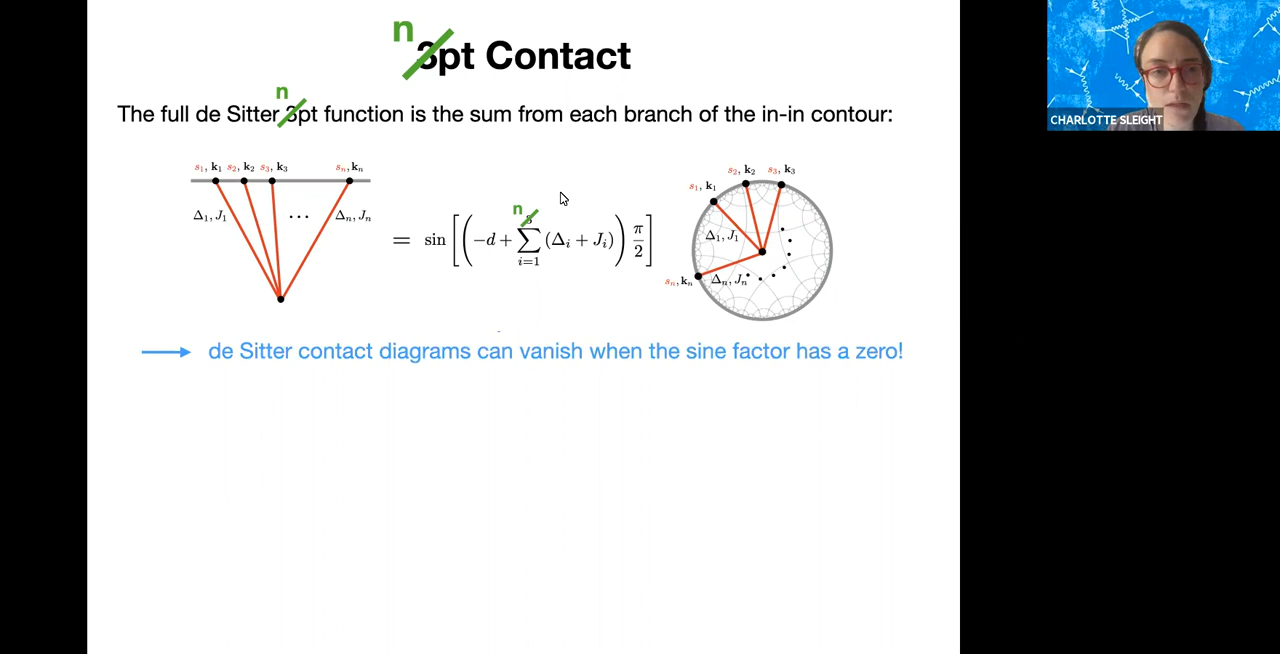 n
3pt Contact
n
The full de Sitter 3pt function is the sum from each branch of the in-in contour:
s₁, k₁ s₂, k₂ s₃, k₃ sₙ, kₙ
Δ₁, J₁ ⋯ Δₙ, Jₙ
n
= sin[(−d + ∑³ᵢ₌₁ (Δᵢ + Jᵢ)) π/2]
s₂, k₂ s₃, k₃
s₁, k₁
Δ₁, J₁
sₙ, kₙ Δₙ, Jₙ
de Sitter contact diagrams can vanish when the sine factor has a zero!
CHARLOTTE SLEIGHT